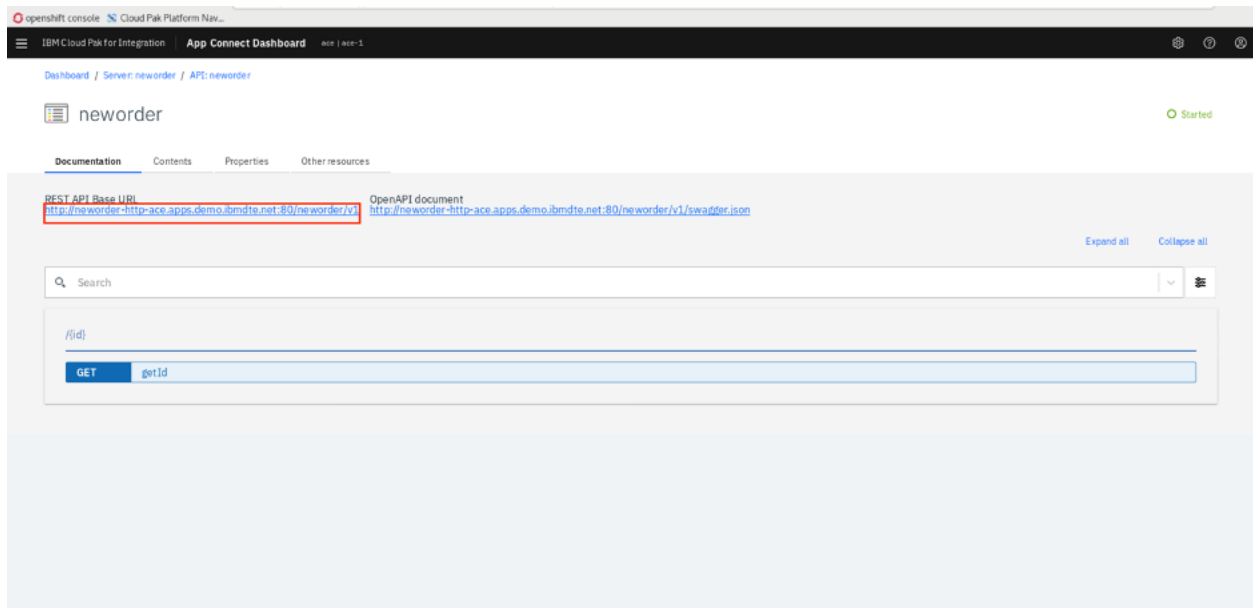 openshift console Cloud Pak Platform Nav...
IBM Cloud Pak for Integration App Connect Dashboard ace | ace-1
Dashboard / Server: neworder / API: neworder
neworder
Started
Documentation Contents Properties Other resources
REST API Base URL OpenAPI document
http://neworder-http-ace.apps.demo.ibmdte.net:80/neworder/v1 http://neworder-http-ace.apps.demo.ibmdte.net:80/neworder/v1/swagger.json
Expand all Collapse all
Search
/{id}
GET getId